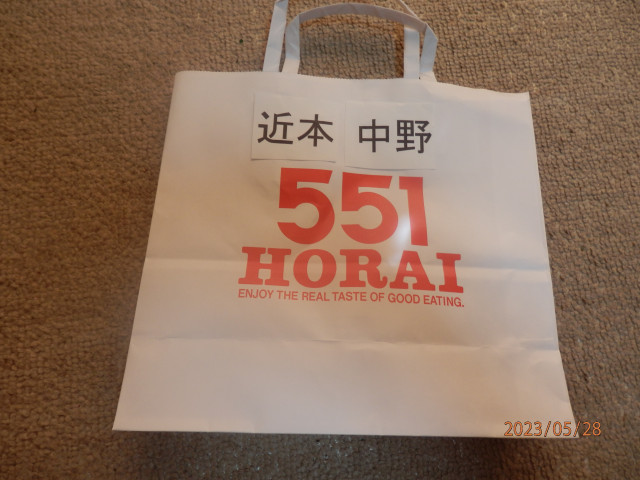 近本 中野
551
HORAI
ENJOY THE REAL TASTE OF GOOD EATING.
2023/05/28